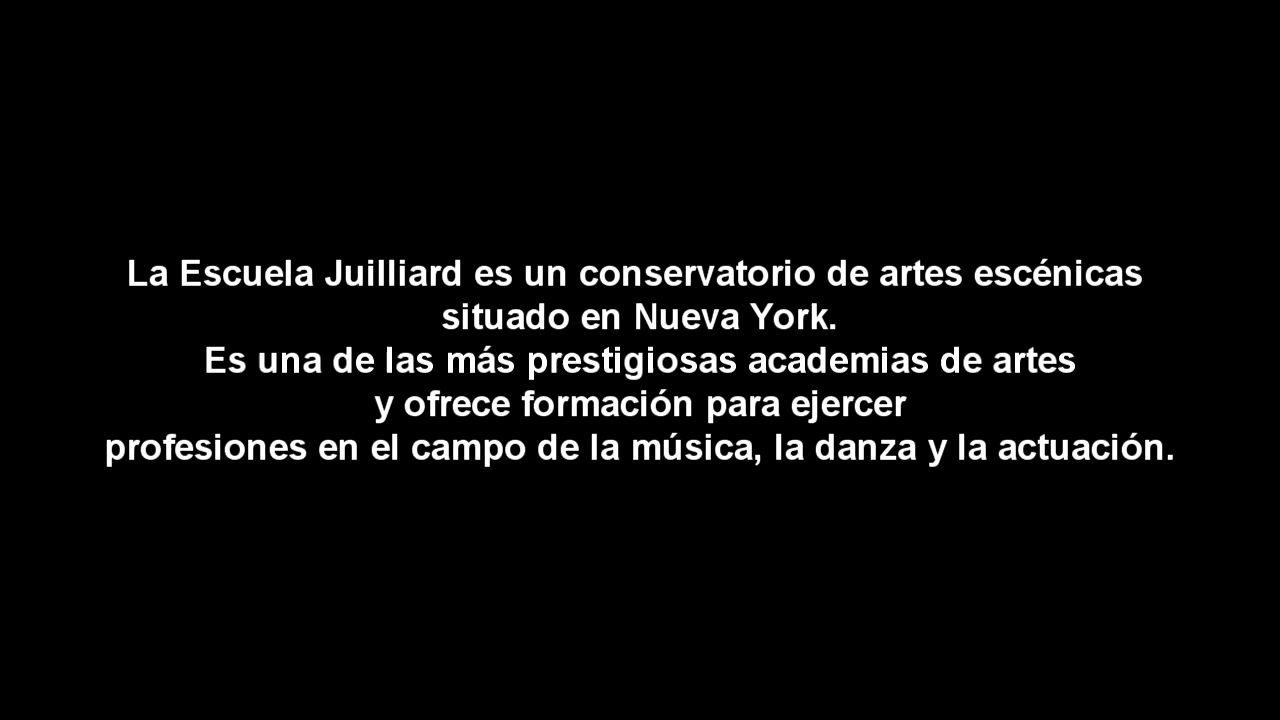 La Escuela Juilliard es un conservatorio de artes escénicas
situado en Nueva York.
Es una de las más prestigiosas academias de artes
y ofrece formación para ejercer
profesiones en el campo de la música, la danza y la actuación.